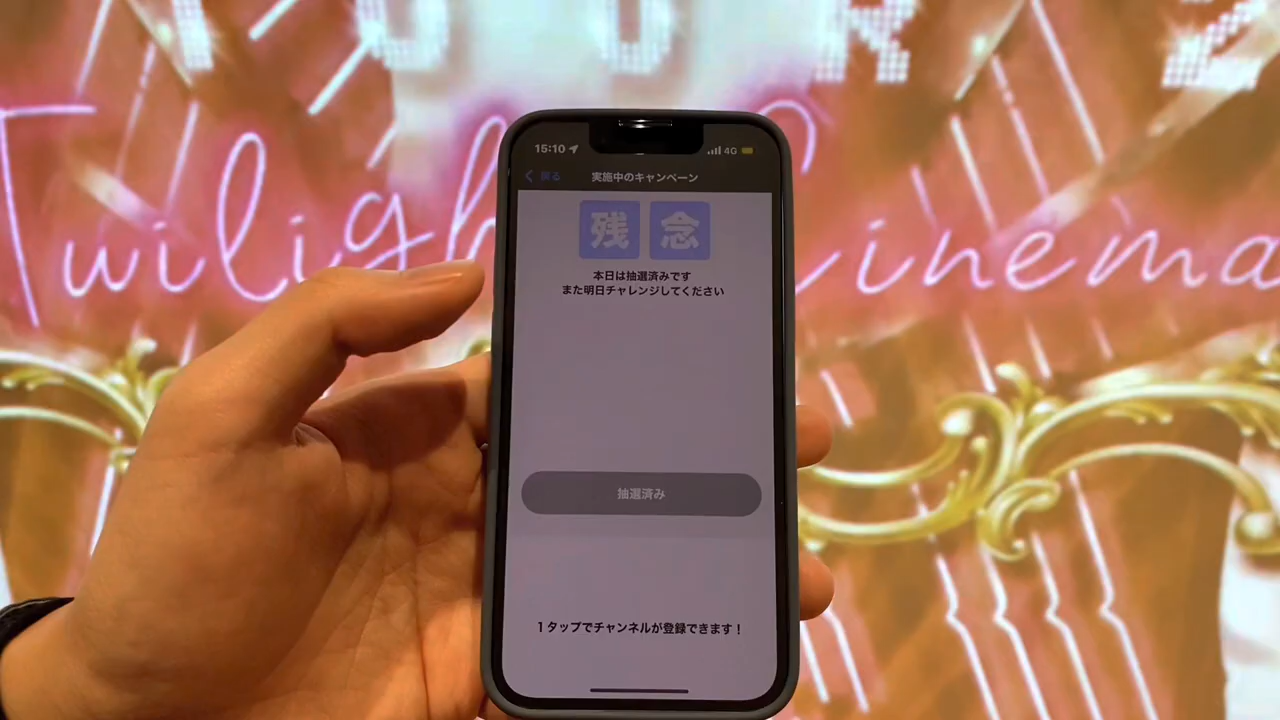 Twilight Cinema
15:10
4G
戻る
実施中のキャンペーン
残念
本日は抽選済みです
また明日チャレンジしてください
抽選済み
1タップでチャンネルが登録できます!